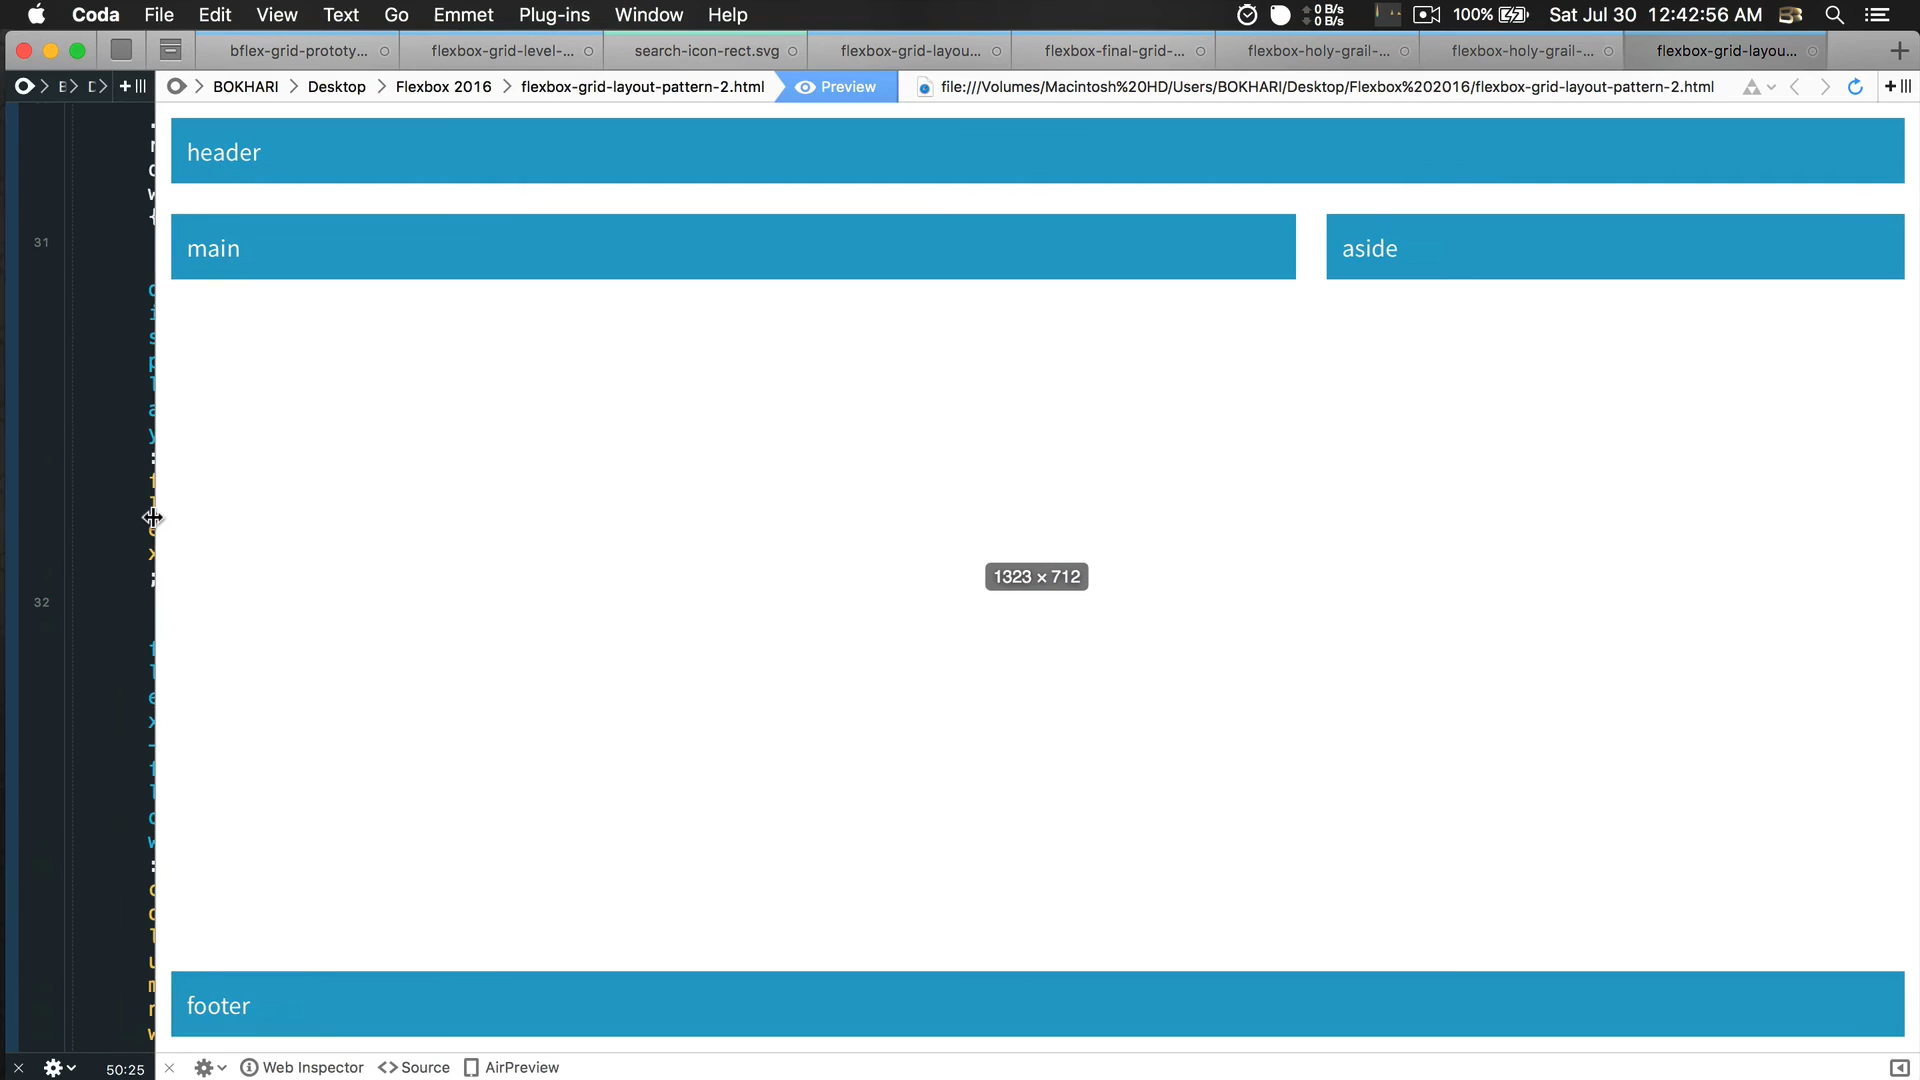 Coda File Edit View Text Go Emmet Plug-ins Window Help 0 B/s 0 B/s 100% Sat Jul 30 12:42:56 AM
bflex-grid-prototy... flexbox-grid-level-... search-icon-rect.svg flexbox-grid-layou... flexbox-final-grid-... flexbox-holy-grail-... flexbox-holy-grail-... flexbox-grid-layou...
BOKHARI Desktop Flexbox 2016 flexbox-grid-layout-pattern-2.html Preview file:///Volumes/Macintosh%20HD/Users/BOKHARI/Desktop/Flexbox%202016/flexbox-grid-layout-pattern-2.html
header
31
main aside
1323 × 712
32
footer
50:25 Web Inspector Source AirPreview